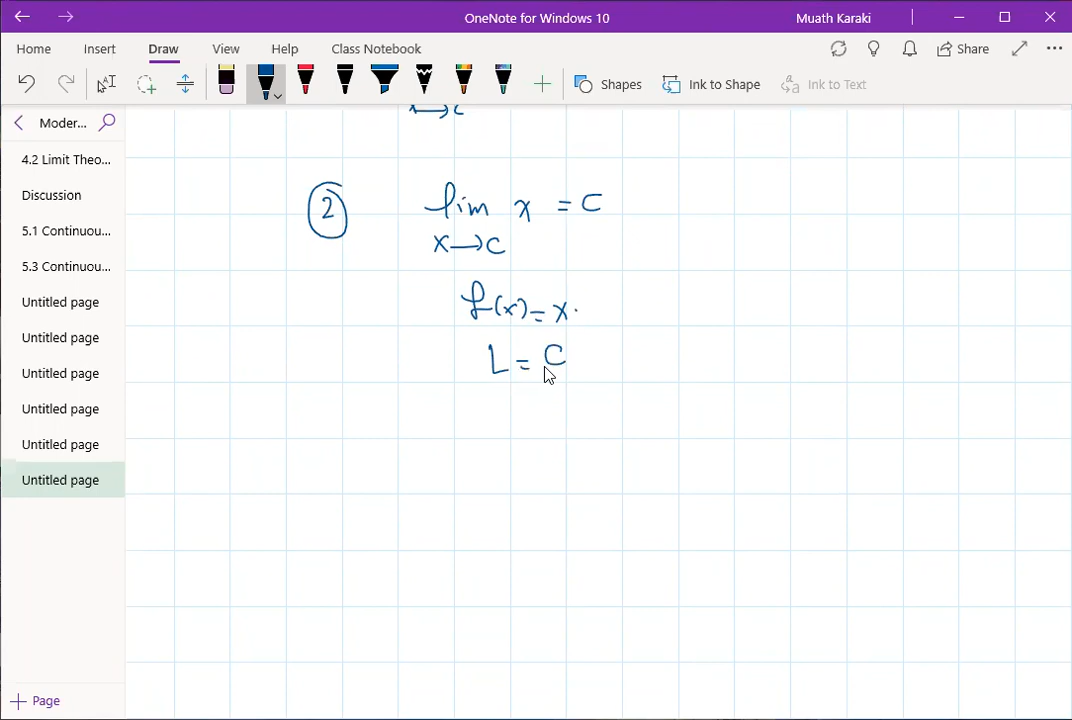 OneNote for Windows 10
Muath Karaki
Home Insert Draw View Help Class Notebook
Share
Shapes Ink to Shape Ink to Text
Moder...
x→c
4.2 Limit Theo...
Discussion
5.1 Continuou...
5.3 Continuou...
Untitled page
Untitled page
Untitled page
Untitled page
Untitled page
Untitled page
Page
② lim x = c
x→c
f(x) = x.
L = c